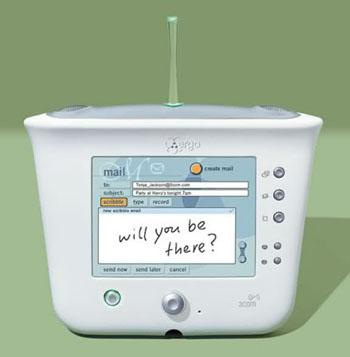 ergo
mail
create mail
to: Tonya_Jackson@3com.com
subject: Party at Harry's tonight 7pm
scribble type record
new scribble email
will you be
there?
send now send later cancel
3com